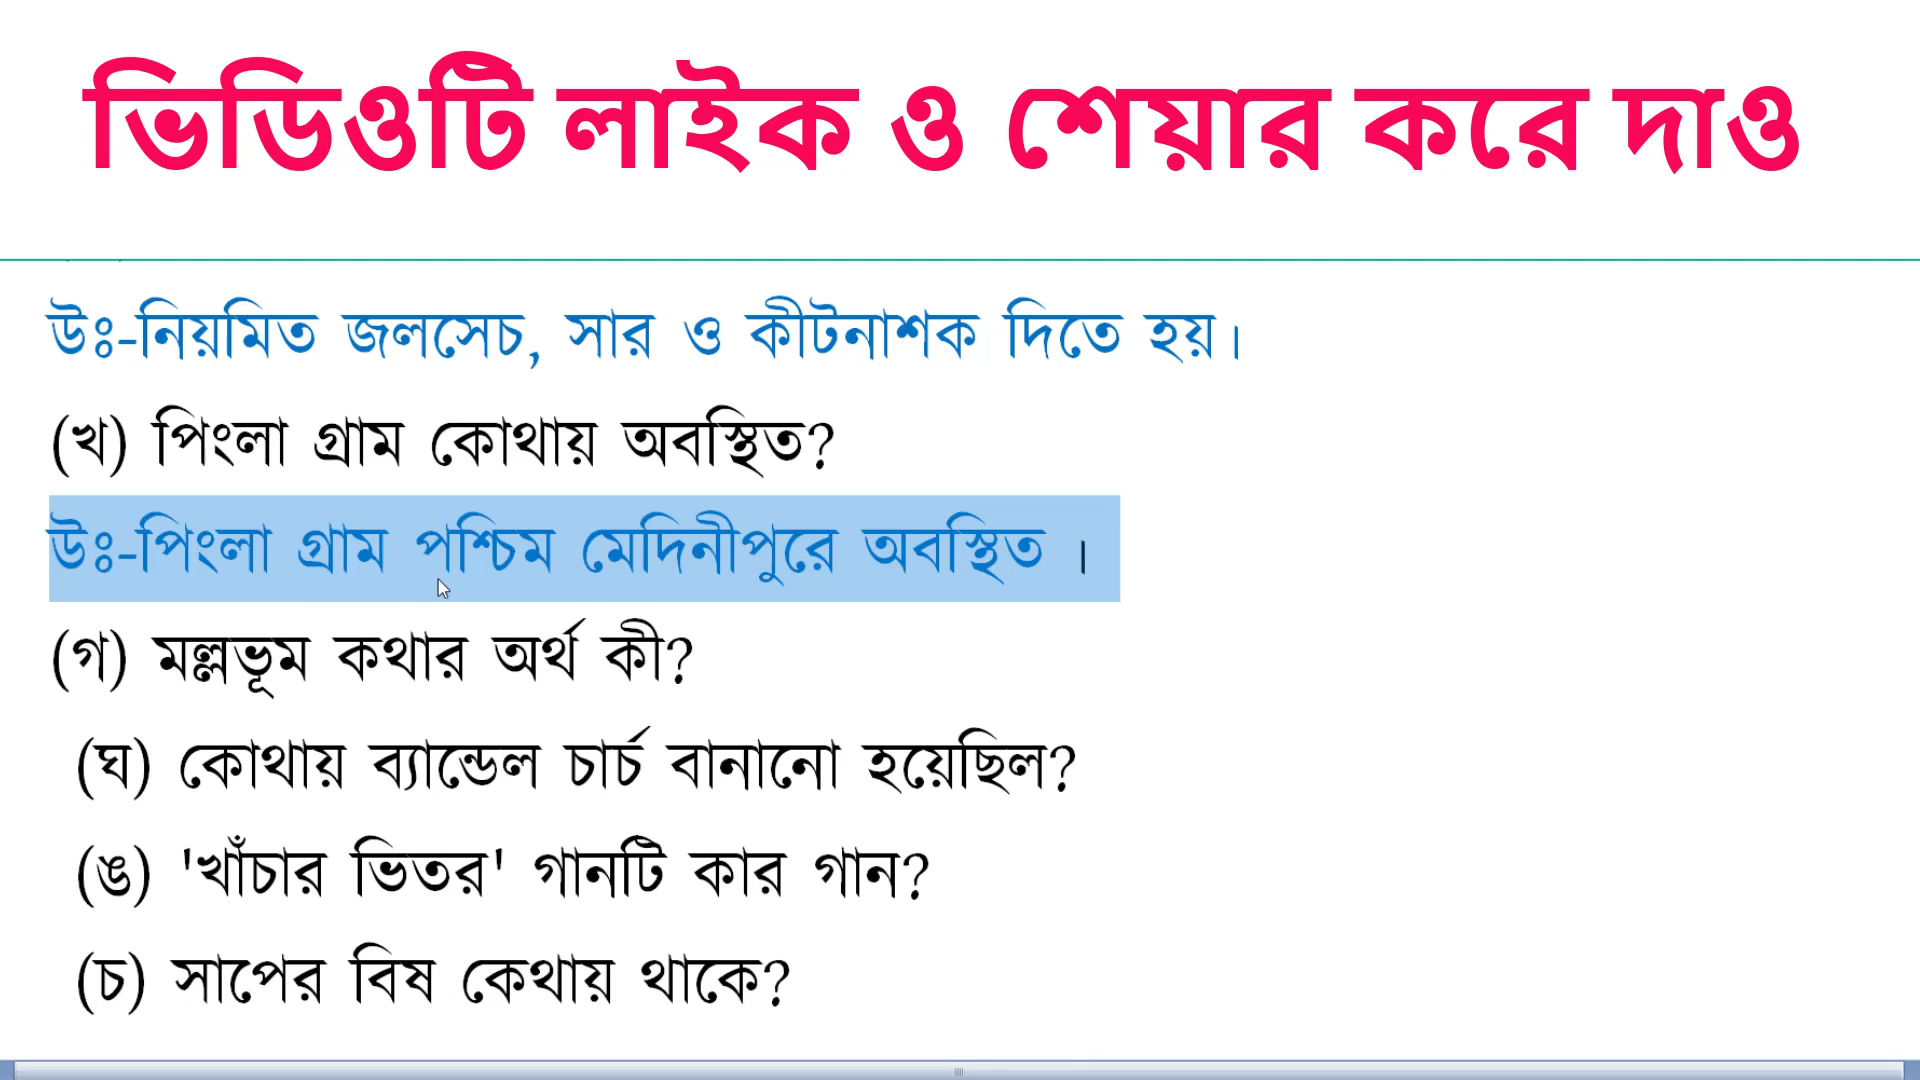 ভিডিওটি লাইক ও শেয়ার করে দাও
উঃ-নিয়মিত জলসেচ, সার ও কীটনাশক দিতে হয়।
(খ) পিংলা গ্রাম কোথায় অবস্থিত?
উঃ-পিংলা গ্রাম পশ্চিম মেদিনীপুরে অবস্থিত ।
(গ) মল্লভূম কথার অর্থ কী?
(ঘ) কোথায় ব্যান্ডেল চার্চ বানানো হয়েছিল?
(ঙ) 'খাঁচার ভিতর' গানটি কার গান?
(চ) সাপের বিষ কেথায় থাকে?